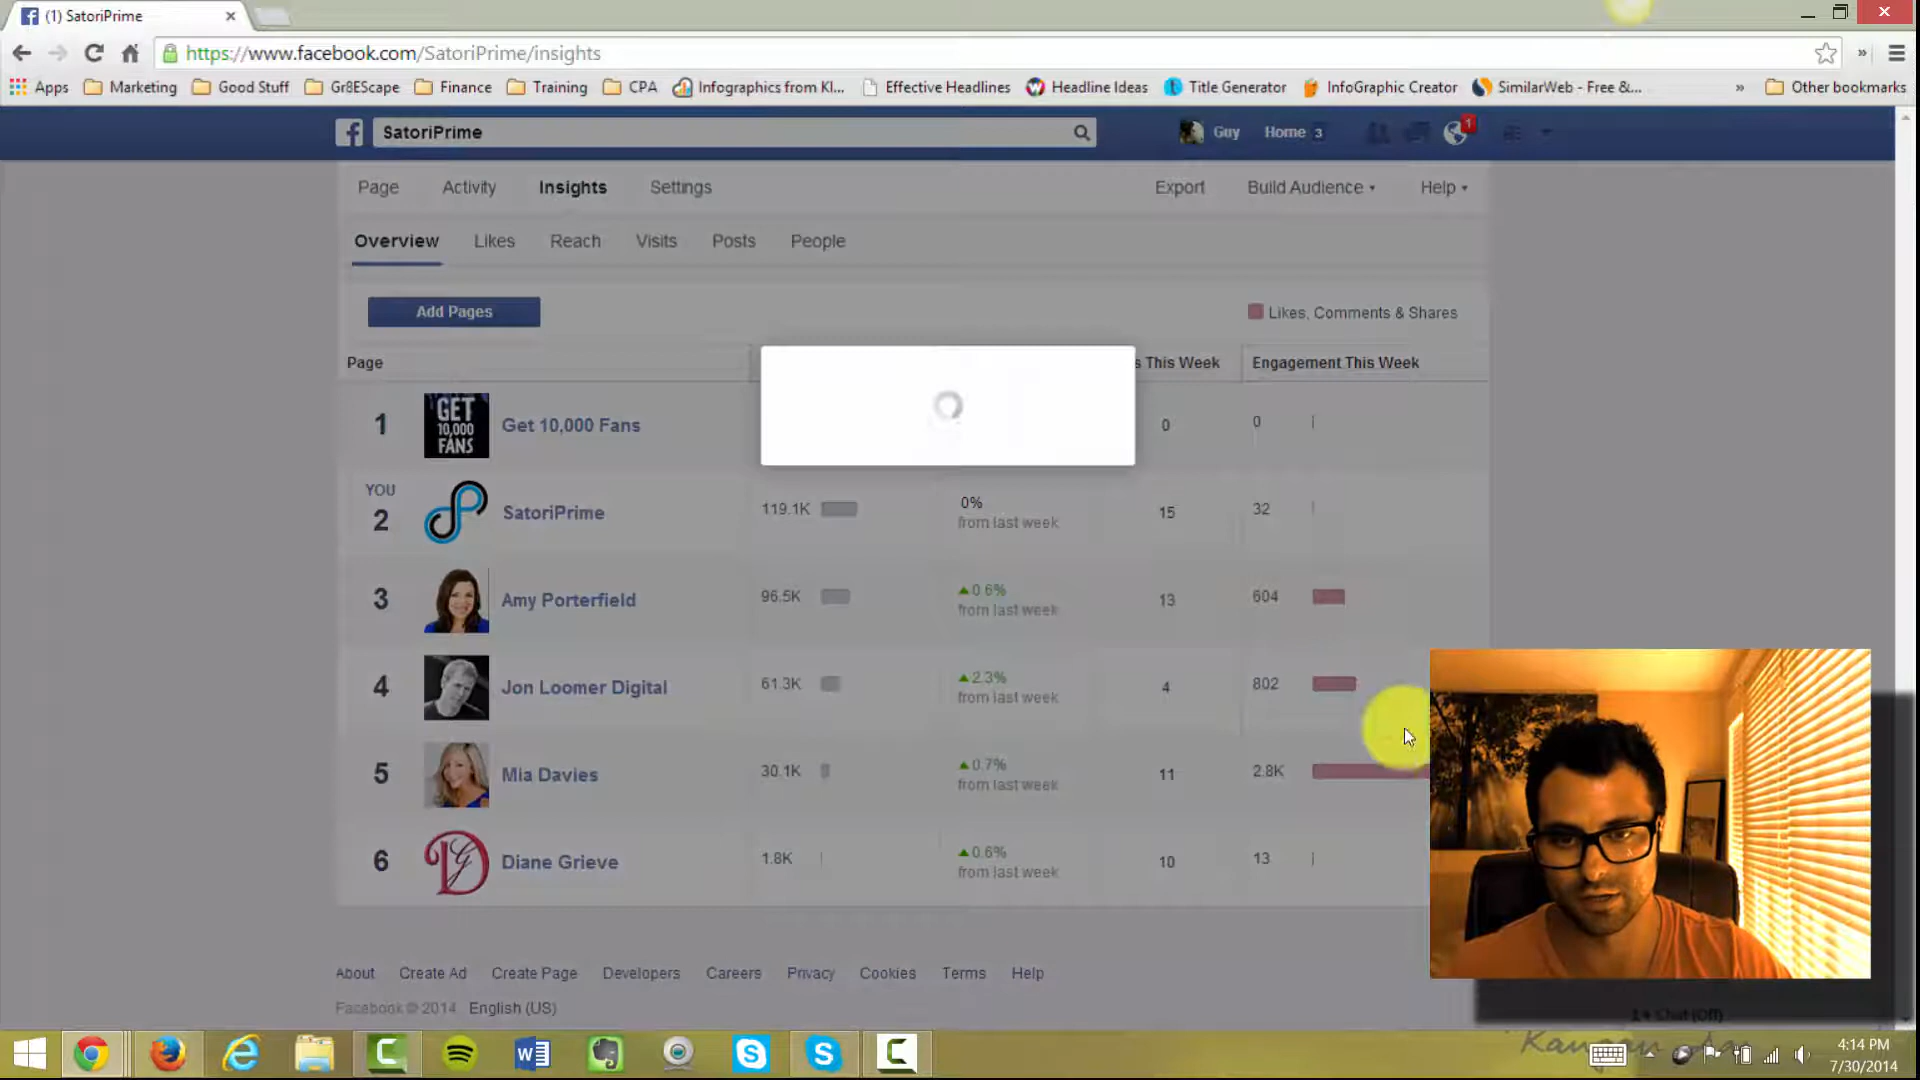 (1) SatoriPrime
https://www.facebook.com/SatoriPrime/insights
Apps Marketing Good Stuff Gr8EScape Finance Training CPA Infographics from Kl... Effective Headlines Headline Ideas Title Generator InfoGraphic Creator SimilarWeb - Free &... » Other bookmarks
SatoriPrime Guy Home 3 1
Page Activity Insights Settings Export Build Audience Help
Overview Likes Reach Visits Posts People
Add Pages Likes, Comments & Shares
Page s This Week Engagement This Week
GET 10,000 FANS
1 Get 10,000 Fans 0 0
YOU
2 SatoriPrime 119.1K 0% from last week 15 32
3 Amy Porterfield 96.5K 0.6% from last week 13 604
4 Jon Loomer Digital 61.3K 2.3% from last week 4 802
5 Mia Davies 30.1K 0.7% from last week 11 2.8K
6 Diane Grieve 1.8K 0.6% from last week 10 13
About Create Ad Create Page Developers Careers Privacy Cookies Terms Help
Facebook © 2014 English (US)
Chat (Off)
4:14 PM
7/30/2014